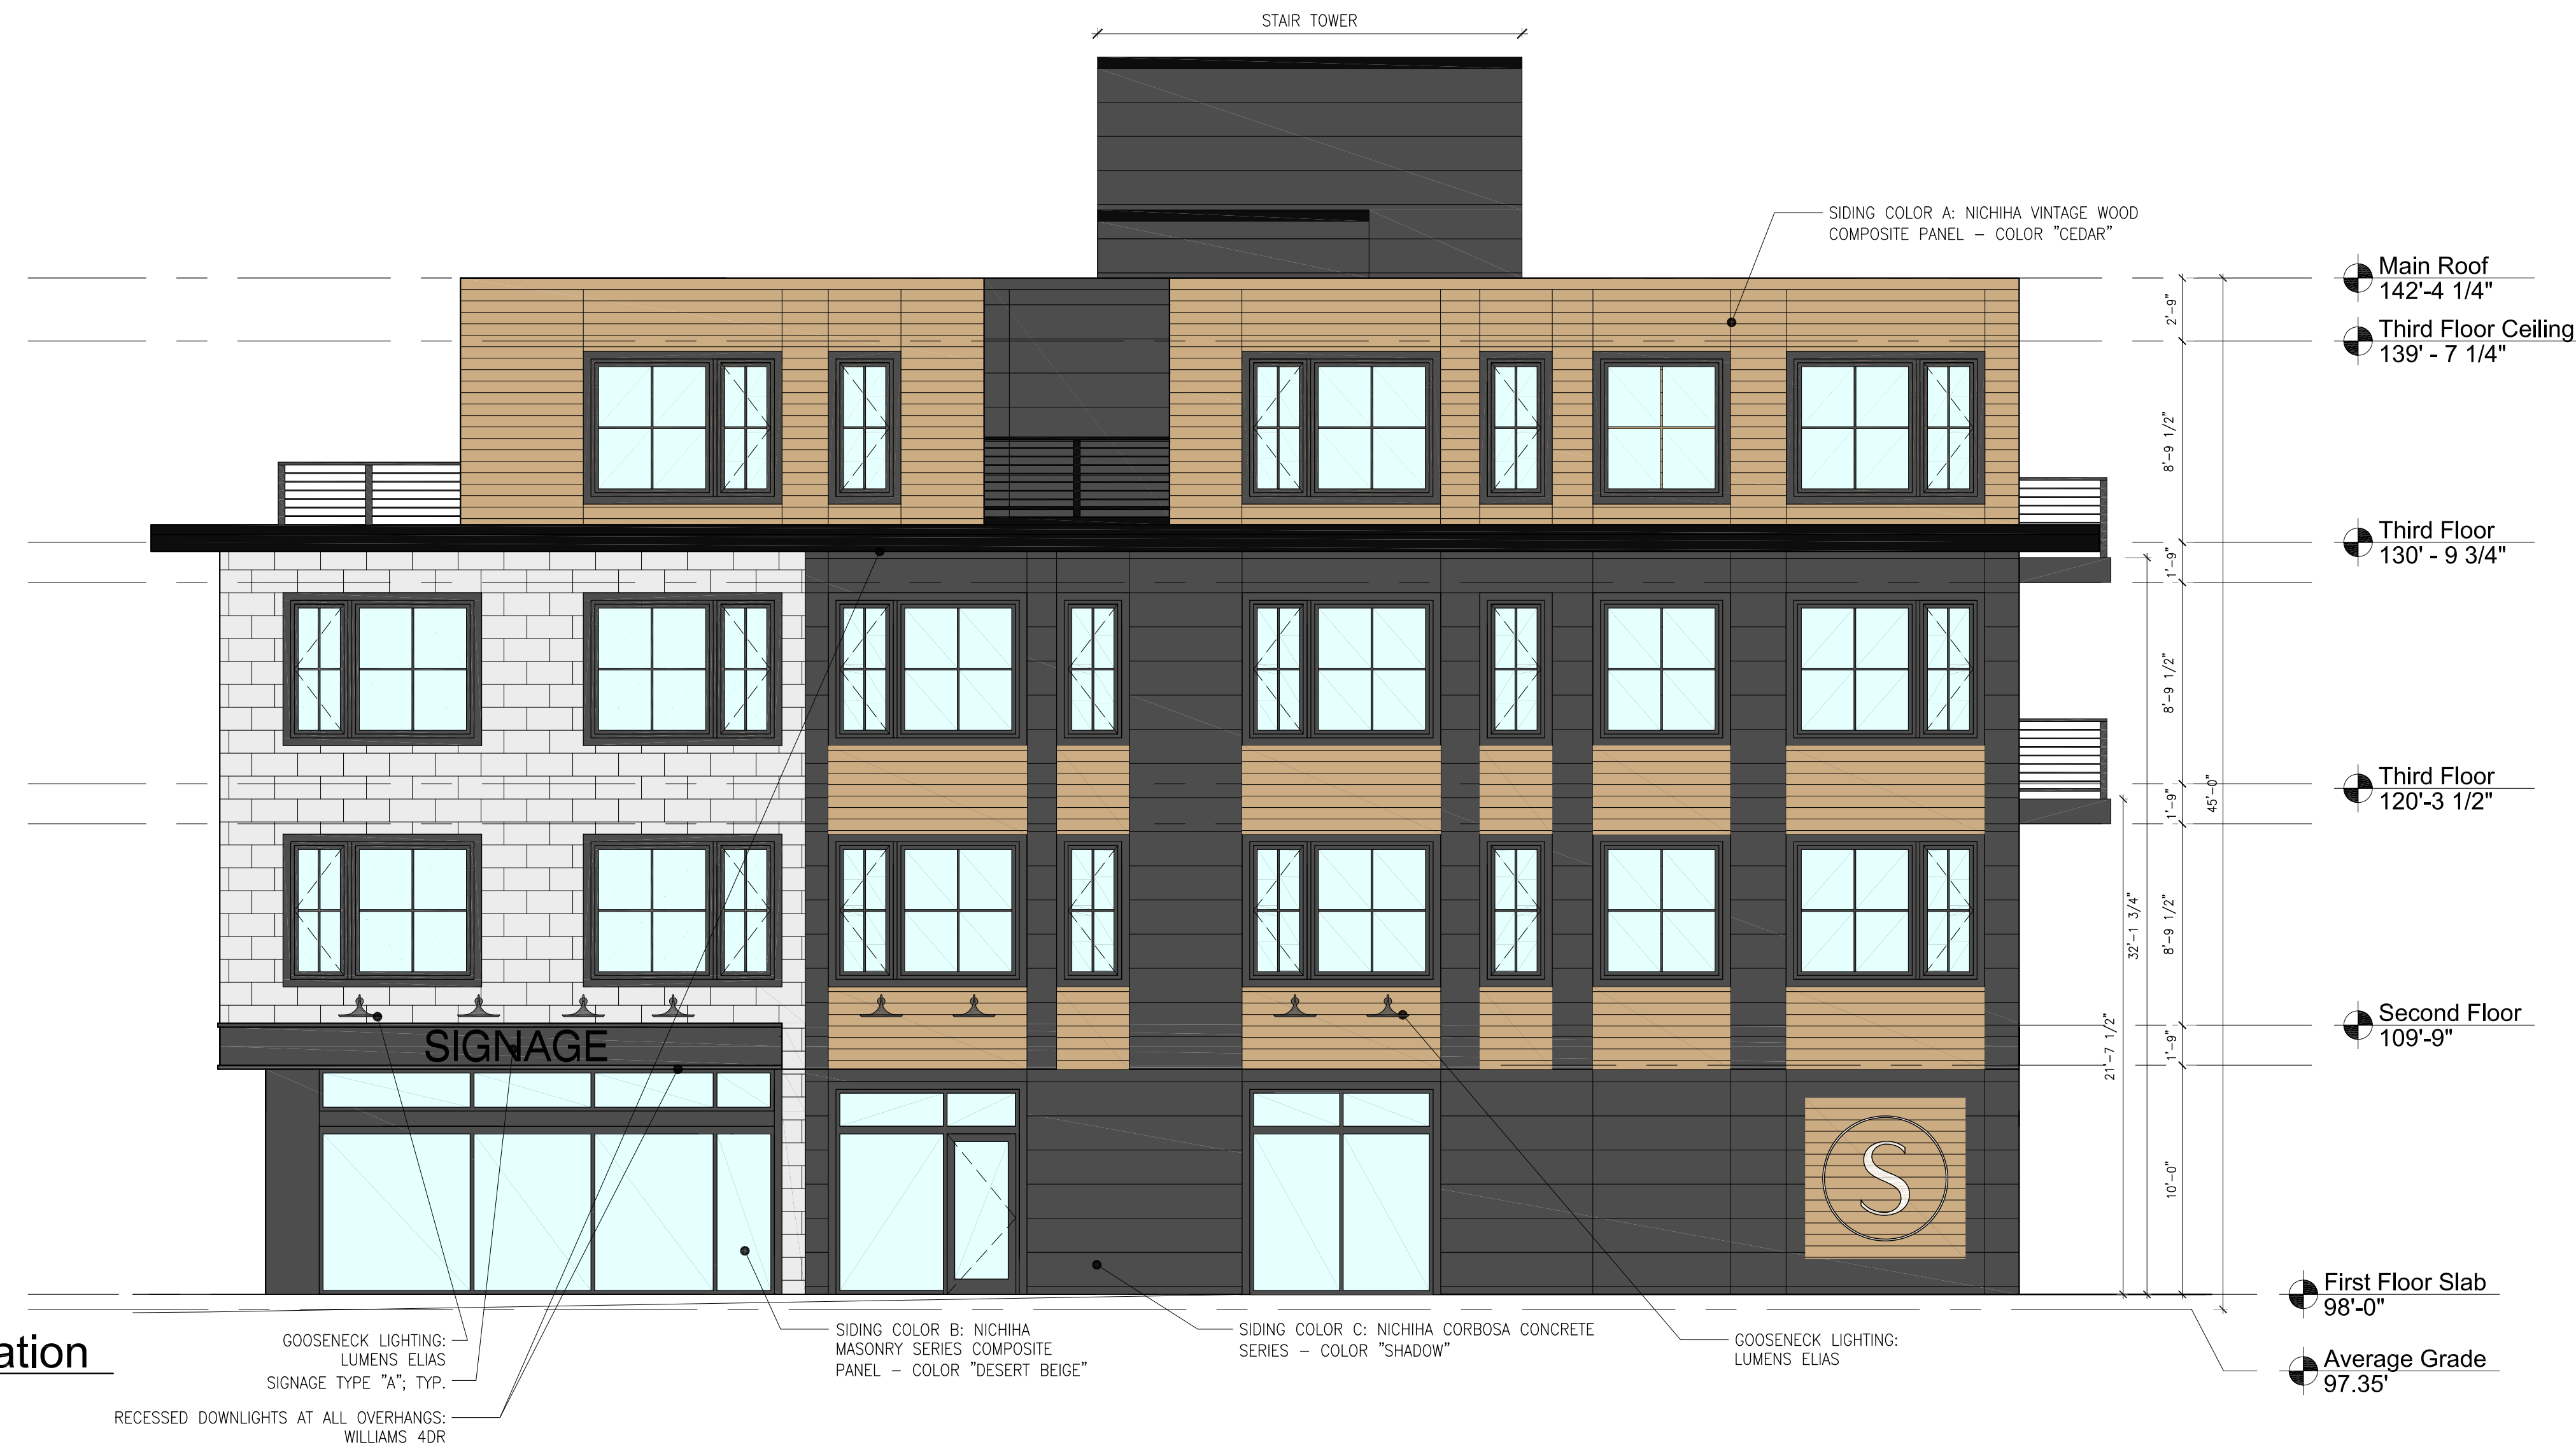 STAIR TOWER
SIDING COLOR A: NICHIHA VINTAGE WOOD
COMPOSITE PANEL – COLOR "CEDAR"
Main Roof
142'-4 1/4"
2'-9"
Third Floor Ceiling
139' - 7 1/4"
8'-9 1/2"
Third Floor
130' - 9 3/4"
1'-9"
8'-9 1/2"
Third Floor
120'-3 1/2"
1'-9"
45'-0"
32'-1 3/4"
8'-9 1/2"
Second Floor
109'-9"
21'-7 1/2"
1'-9"
SIGNAGE
10'-0"
S
First Floor Slab
98'-0"
Average Grade
97.35'
ation
GOOSENECK LIGHTING:
LUMENS ELIAS
SIGNAGE TYPE "A"; TYP.
RECESSED DOWNLIGHTS AT ALL OVERHANGS:
WILLIAMS 4DR
SIDING COLOR B: NICHIHA
MASONRY SERIES COMPOSITE
PANEL – COLOR "DESERT BEIGE"
SIDING COLOR C: NICHIHA CORBOSA CONCRETE
SERIES – COLOR "SHADOW"
GOOSENECK LIGHTING:
LUMENS ELIAS